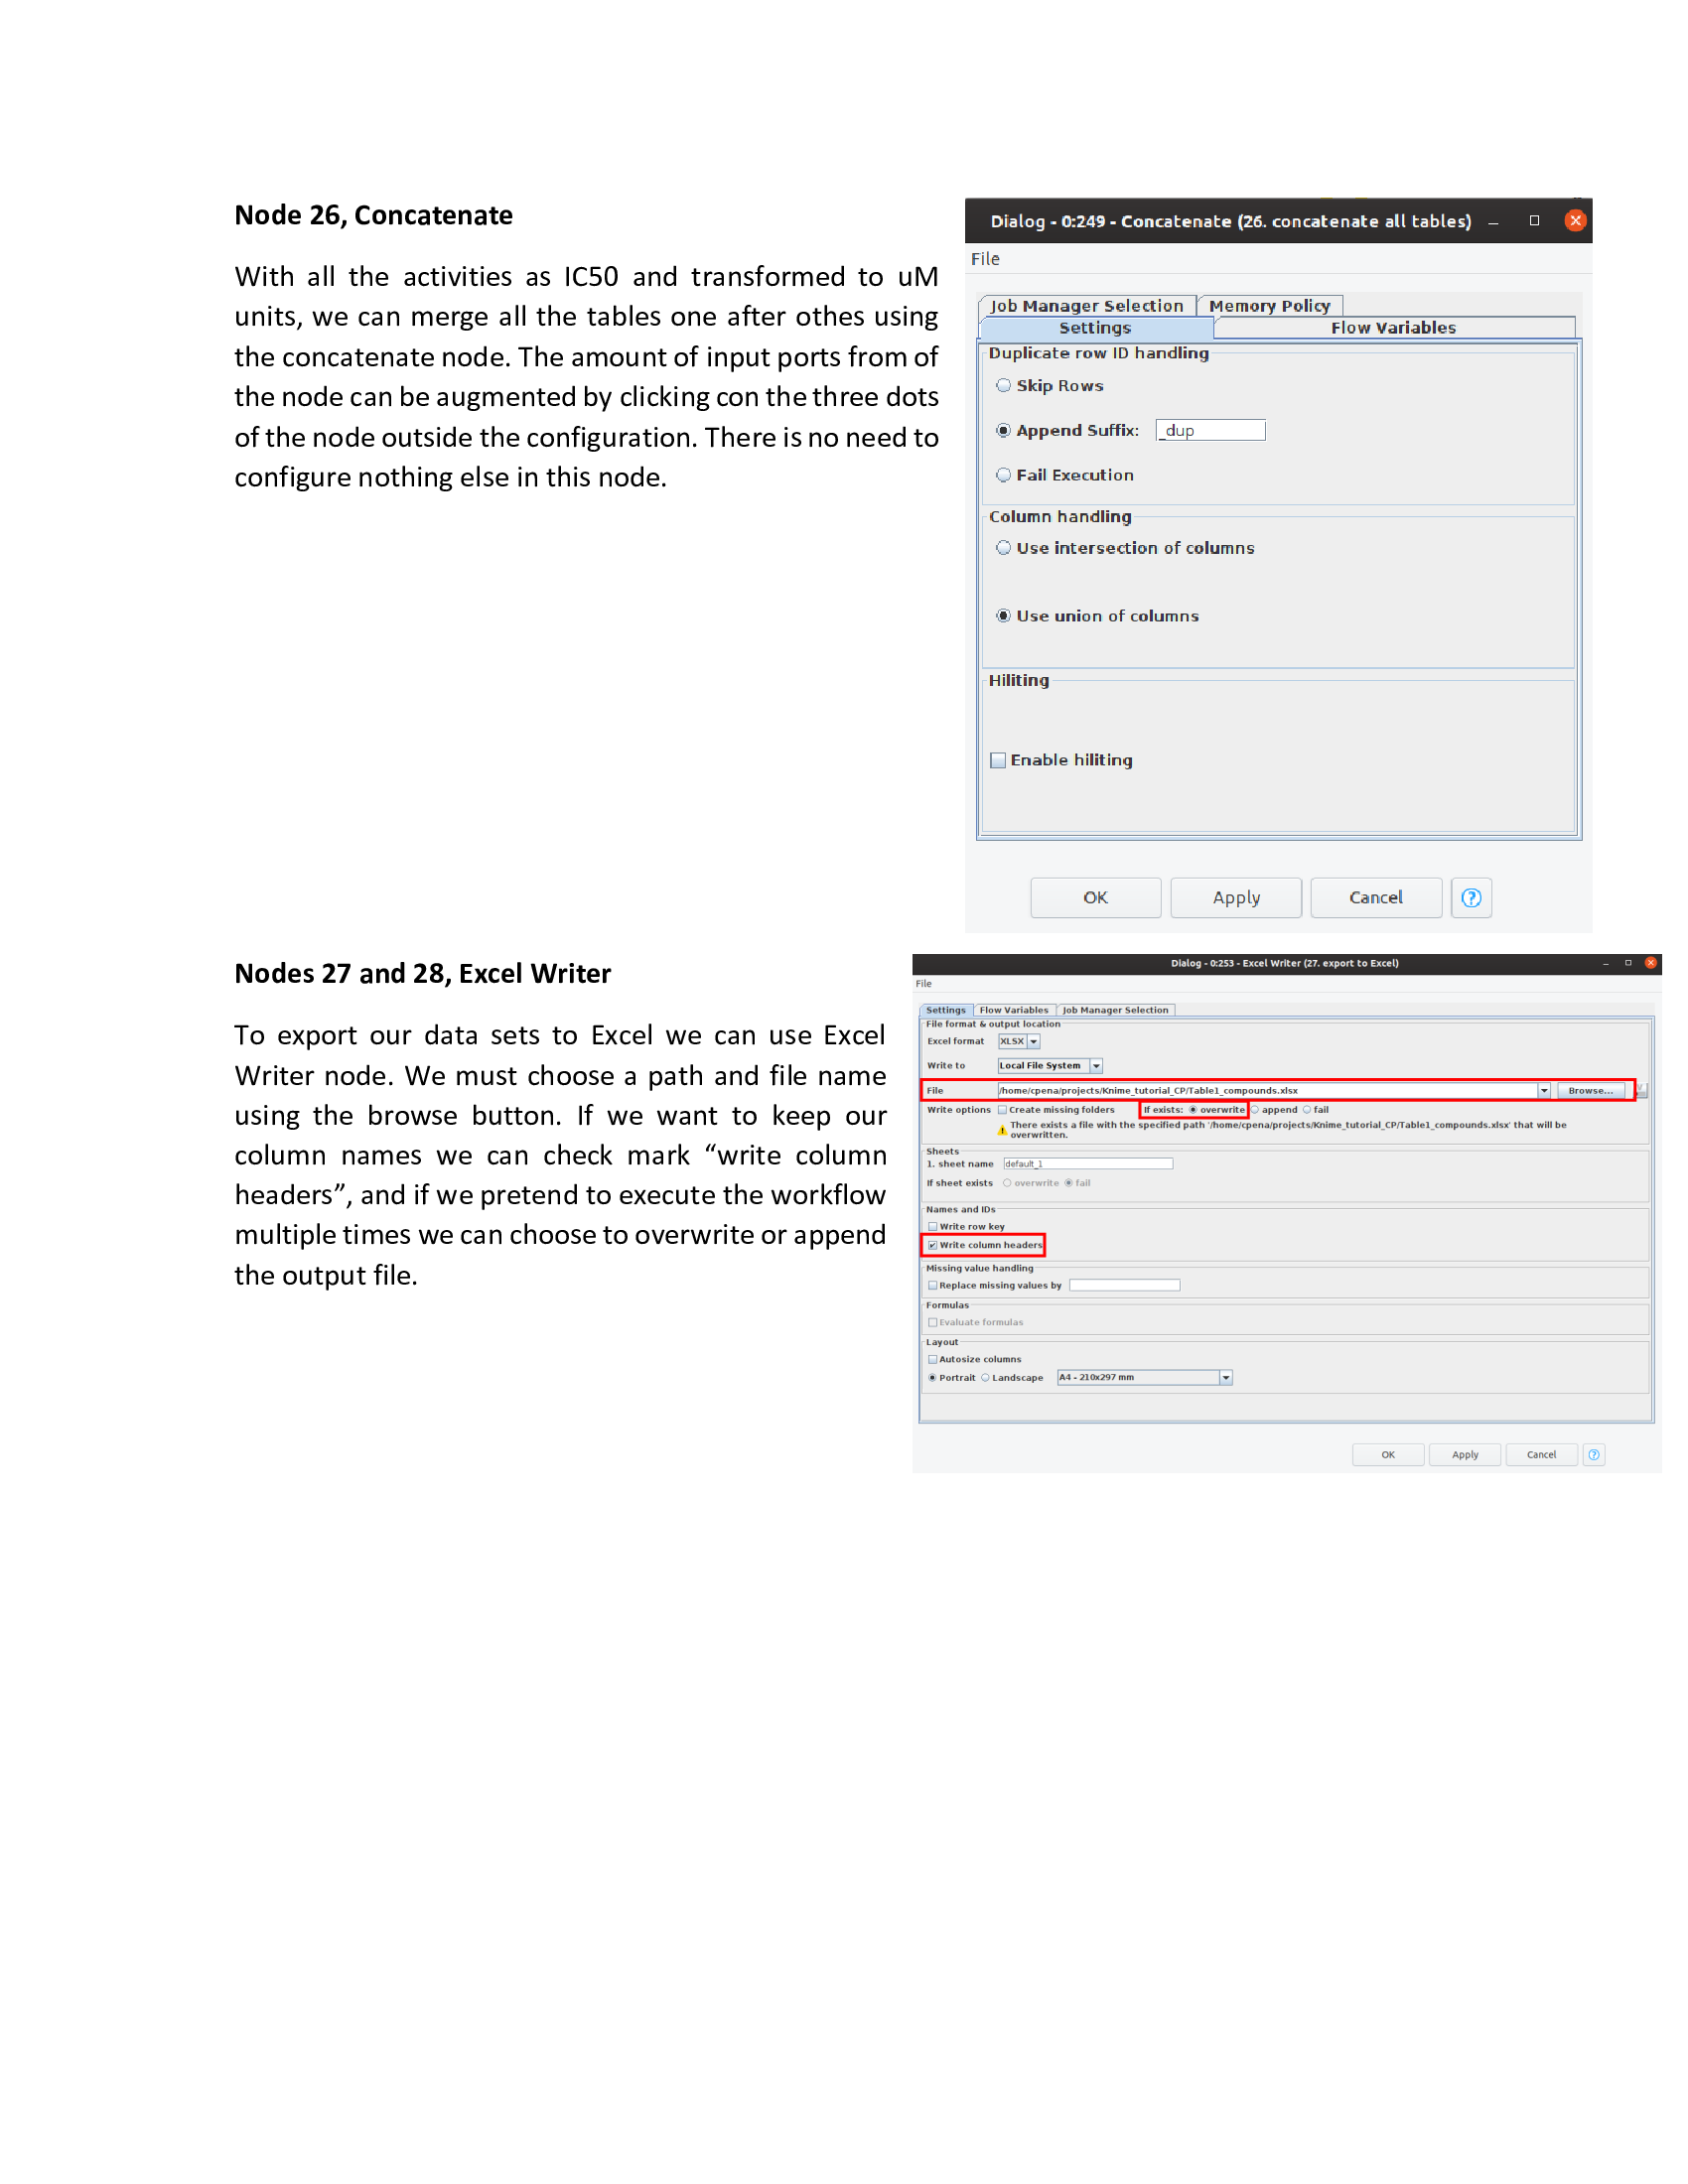 Node 26, Concatenate
With all the activities as IC50 and transformed to uM
units, we can merge all the tables one after othes using
the concatenate node. The amount of input ports from of
the node can be augmented by clicking con the three dots
of the node outside the configuration. There is no need to
configure nothing else in this node.
Dialog - 0:249 - Concatenate (26. concatenate all tables)
File
Job Manager Selection Memory Policy
Settings Flow Variables
Duplicate row ID handling
Skip Rows
Append Suffix: _dup
Fail Execution
Column handling
Use intersection of columns
Use union of columns
Hiliting
Enable hiliting
OK Apply Cancel ?
Nodes 27 and 28, Excel Writer
To export our data sets to Excel we can use Excel
Writer node. We must choose a path and file name
using the browse button. If we want to keep our
column names we can check mark “write column
headers”, and if we pretend to execute the workflow
multiple times we can choose to overwrite or append
the output file.
Dialog - 0:253 - Excel Writer (27. export to Excel)
File
Settings Flow Variables Job Manager Selection
File format & output location
Excel format XLSX
Write to Local File System
File /home/cpena/projects/Knime_tutorial_CP/Table1_compounds.xlsx Browse...
Write options Create missing folders If exists: overwrite append fail
There exists a file with the specified path '/home/cpena/projects/Knime_tutorial_CP/Table1_compounds.xlsx' that will be
overwritten.
Sheets
1. sheet name default_1
If sheet exists overwrite fail
Names and IDs
Write row key
Write column headers
Missing value handling
Replace missing values by
Formulas
Evaluate formulas
Layout
Autosize columns
Portrait Landscape A4 - 210x297 mm
OK Apply Cancel ?